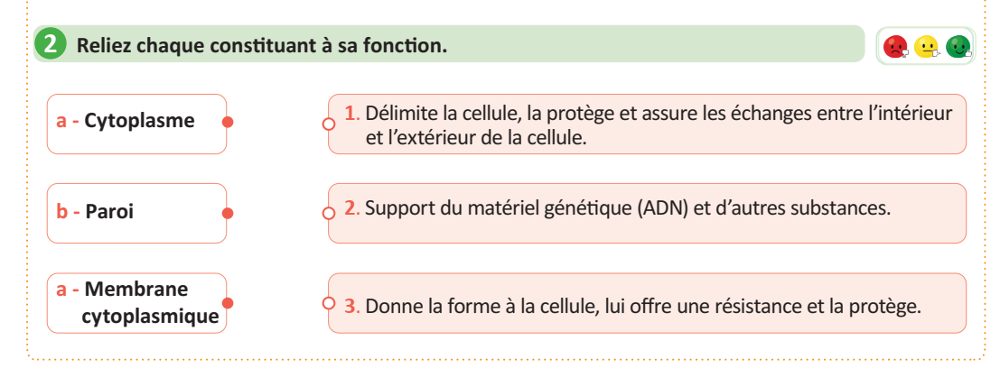 2 Reliez chaque constituant à sa fonction.
a - Cytoplasme
1. Délimite la cellule, la protège et assure les échanges entre l’intérieur
et l’extérieur de la cellule.
b - Paroi
2. Support du matériel génétique (ADN) et d’autres substances.
a - Membrane
cytoplasmique
3. Donne la forme à la cellule, lui offre une résistance et la protège.